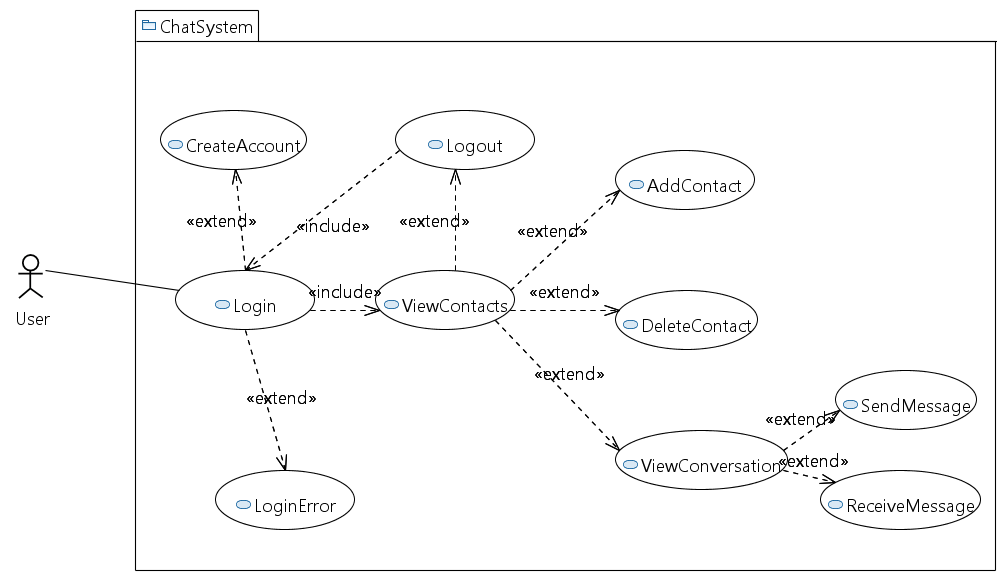 ChatSystem
CreateAccount
Logout
AddContact
«extend»
«include»
«extend»
«extend»
User
Login
«include»
ViewContacts
«extend»
DeleteContact
«extend»
«extend»
«extend»
SendMessage
ViewConversation
«extend»
LoginError
ReceiveMessage